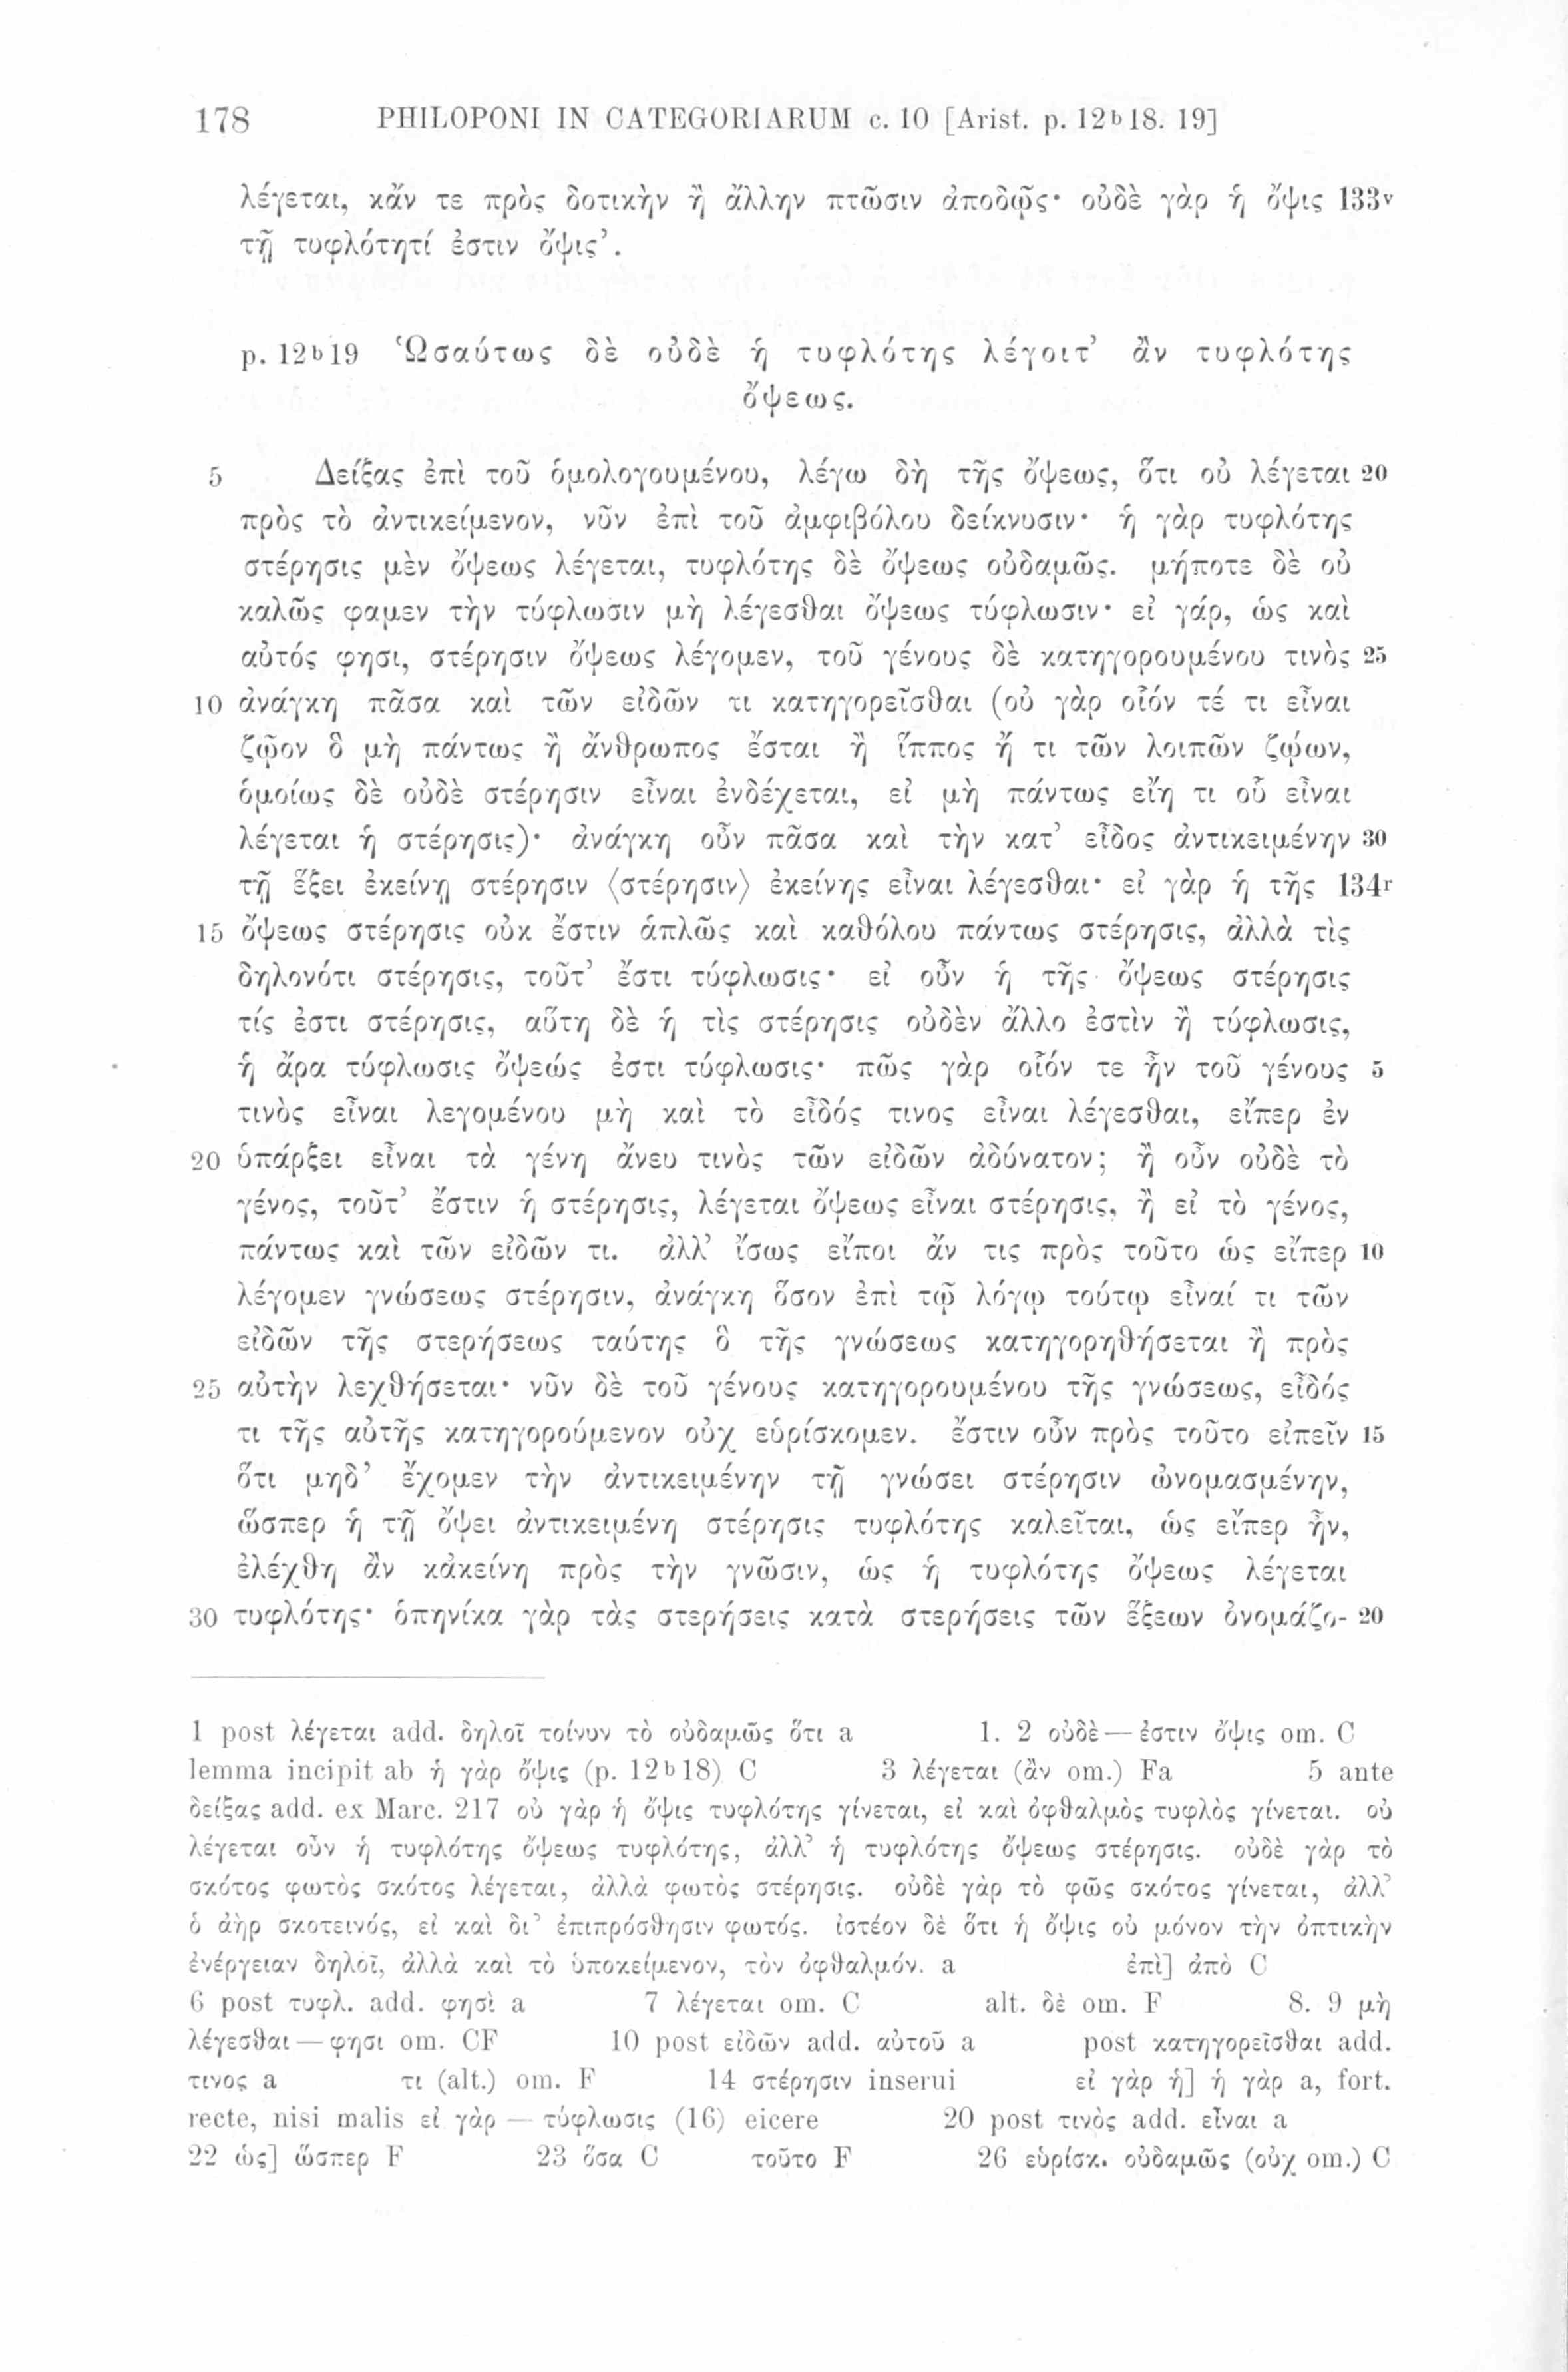 178 PHILOPONI IN CATEGORIARUM c. 10 [Arist. p. 12b18. 19]
λέγεται, κἄν τε πρὸς δοτικὴν ἢ ἄλλην πτῶσιν ἀποδῷς· οὐδὲ γὰρ ἡ ὄψις 133v
τῇ τυφλότητί ἐστιν ὄψις’.
p. 12b19 Ὡσαύτως δὲ οὐδὲ ἡ τυφλότης λέγοιτ’ ἂν τυφλότης
ὄψεως.
5 Δείξας ἐπὶ τοῦ ὁμολογουμένου, λέγω δὴ τῆς ὄψεως, ὅτι οὐ λέγεται 20
πρὸς τὸ ἀντικείμενον, νῦν ἐπὶ τοῦ ἀμφιβόλου δείκνυσιν· ἡ γὰρ τυφλότης
στέρησις μὲν ὄψεως λέγεται, τυφλότης δὲ ὄψεως οὐδαμῶς. μήποτε δὲ οὐ
καλῶς φαμεν τὴν τύφλωσιν μὴ λέγεσθαι ὄψεως τύφλωσιν· εἰ γάρ, ὡς καὶ
αὐτός φησι, στέρησιν ὄψεως λέγομεν, τοῦ γένους δὲ κατηγορουμένου τινὸς 25
10 ἀνάγκη πᾶσα καὶ τῶν εἰδῶν τι κατηγορεῖσθαι (οὐ γὰρ οἷόν τέ τι εἶναι
ζῷον ὃ μὴ πάντως ἢ ἄνθρωπος ἔσται ἢ ἵππος ἤ τι τῶν λοιπῶν ζῴων,
ὁμοίως δὲ οὐδὲ στέρησιν εἶναι ἐνδέχεται, εἰ μὴ πάντως εἴη τι οὗ εἶναι
λέγεται ἡ στέρησις)· ἀνάγκη οὖν πᾶσα καὶ τὴν κατ’ εἶδος ἀντικειμένην 30
τῇ ἕξει ἐκείνῃ στέρησιν ⟨στέρησιν⟩ ἐκείνης εἶναι λέγεσθαι· εἰ γὰρ ἡ τῆς 134r
15 ὄψεως στέρησις οὐκ ἔστιν ἁπλῶς καὶ καθόλου πάντως στέρησις, ἀλλὰ τὶς
δηλονότι στέρησις, τοῦτ’ ἔστι τύφλωσις· εἰ οὖν ἡ τῆς ὄψεως στέρησις
τίς ἐστι στέρησις, αὕτη δὲ ἡ τὶς στέρησις οὐδὲν ἄλλο ἐστὶν ἢ τύφλωσις,
ἡ ἄρα τύφλωσις ὄψεώς ἐστι τύφλωσις· πῶς γὰρ οἷόν τε ἦν τοῦ γένους 5
τινὸς εἶναι λεγομένου μὴ καὶ τὸ εἶδός τινος εἶναι λέγεσθαι, εἴπερ ἐν
20 ὑπάρξει εἶναι τὰ γένη ἄνευ τινὸς τῶν εἰδῶν ἀδύνατον; ἢ οὖν οὐδὲ τὸ
γένος, τοῦτ’ ἔστιν ἡ στέρησις, λέγεται ὄψεως εἶναι στέρησις, ἢ εἰ τὸ γένος,
πάντως καὶ τῶν εἰδῶν τι. ἀλλ’ ἴσως εἴποι ἄν τις πρὸς τοῦτο ὡς εἴπερ 10
λέγομεν γνώσεως στέρησιν, ἀνάγκη ὅσον ἐπὶ τῷ λόγῳ τούτῳ εἶναί τι τῶν
εἰδῶν τῆς στερήσεως ταύτης ὃ τῆς γνώσεως κατηγορηθήσεται ἢ πρὸς
25 αὐτὴν λεχθήσεται· νῦν δὲ τοῦ γένους κατηγορουμένου τῆς γνώσεως, εἶδός
τι τῆς αὐτῆς κατηγορούμενον οὐχ εὑρίσκομεν. ἔστιν οὖν πρὸς τοῦτο εἰπεῖν 15
ὅτι μηδ’ ἔχομεν τὴν ἀντικειμένην τῇ γνώσει στέρησιν ὠνομασμένην,
ὥσπερ ἡ τῇ ὄψει ἀντικειμένη στέρησις τυφλότης καλεῖται, ὡς εἴπερ ἦν,
ἐλέχθη ἂν κἀκείνη πρὸς τὴν γνῶσιν, ὡς ἡ τυφλότης ὄψεως λέγεται
30 τυφλότης· ὁπηνίκα γὰρ τὰς στερήσεις κατὰ στερήσεις τῶν ἕξεων ὀνομάζο- 20
1 post λέγεται add. δηλοῖ τοίνυν τὸ οὐδαμῶς ὅτι a 1. 2 οὐδὲ — ἐστιν ὄψις om. C
lemma incipit ab ἡ γὰρ ὄψις (p. 12b18) C 3 λέγεται (ἂν om.) Fa 5 ante
δείξας add. ex Marc. 217 οὐ γὰρ ἡ ὄψις τυφλότης γίνεται, εἰ καὶ ὀφθαλμὸς τυφλὸς γίνεται. οὐ
λέγεται οὖν ἡ τυφλότης ὄψεως τυφλότης, ἀλλ’ ἡ τυφλότης ὄψεως στέρησις. οὐδὲ γὰρ τὸ
σκότος φωτὸς σκότος λέγεται, ἀλλὰ φωτὸς στέρησις. οὐδὲ γὰρ τὸ φῶς σκότος γίνεται, ἀλλ’
ὁ ἀὴρ σκοτεινός, εἰ καὶ δι’ ἐπιπρόσθησιν φωτός. ἰστέον δὲ ὅτι ἡ ὄψις οὐ μόνον τὴν ὀπτικὴν
ἐνέργειαν δηλοῖ, ἀλλὰ καὶ τὸ ὑποκείμενον, τὸν ὀφθαλμόν. a ἐπὶ] ἀπὸ C
6 post τυφλ. add. φησὶ a 7 λέγεται om. C alt. δὲ om. F 8. 9 μὴ
λέγεσθαι — φησι om. CF 10 post εἰδῶν add. αὐτοῦ a post κατηγορεῖσθαι add.
τινος a τι (alt.) om. F 14 στέρησιν inserui εἰ γὰρ ἡ] ἡ γὰρ a, fort.
recte, nisi malis εἰ γὰρ — τύφλωσις (16) eicere 20 post τινὸς add. εἶναι a
22 ὡς] ὥσπερ F 23 ὅσα C τοῦτο F 26 εὑρίσκ. οὐδαμῶς (οὐχ om.) C